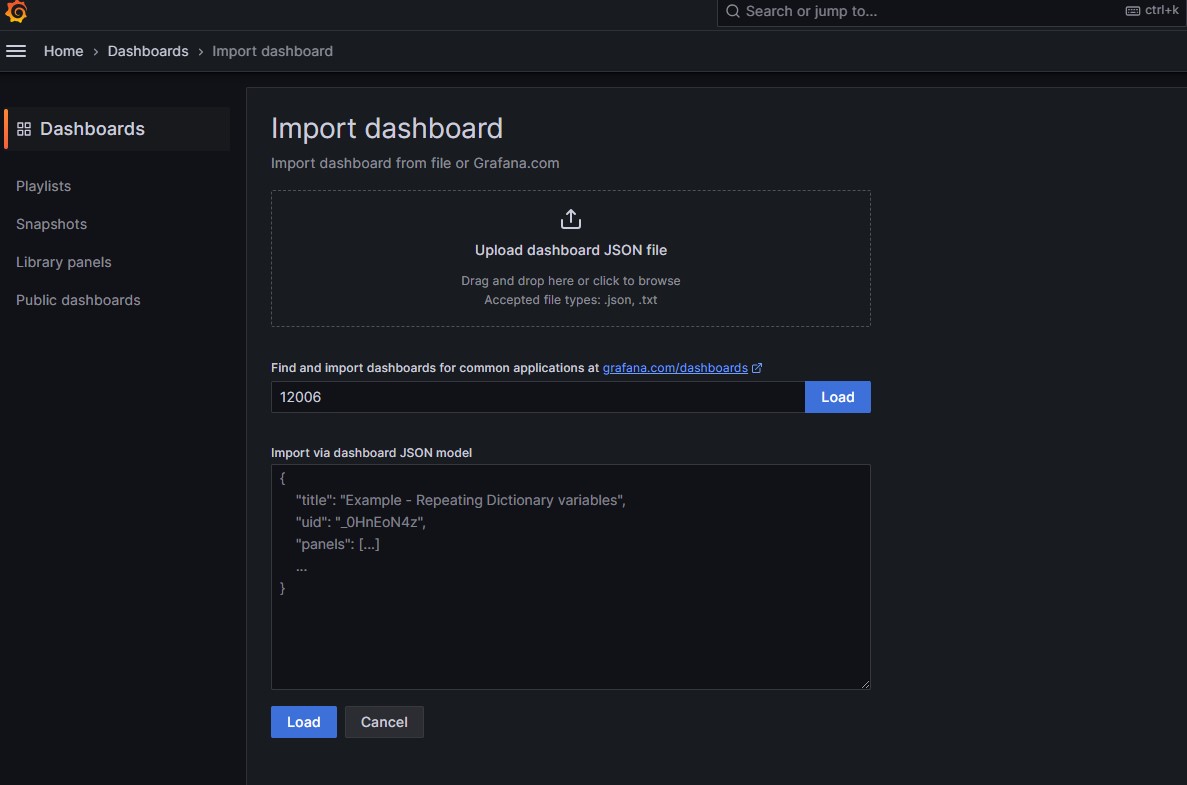 Search or jump to...
ctrl+k
Home › Dashboards › Import dashboard
Dashboards
Playlists
Snapshots
Library panels
Public dashboards
Import dashboard
Import dashboard from file or Grafana.com
Upload dashboard JSON file
Drag and drop here or click to browse
Accepted file types: .json, .txt
Find and import dashboards for common applications at grafana.com/dashboards
12006
Load
Import via dashboard JSON model
{
"title": "Example - Repeating Dictionary variables",
"uid": "_0HnEoN4z",
"panels": [...]
...
}
Load
Cancel